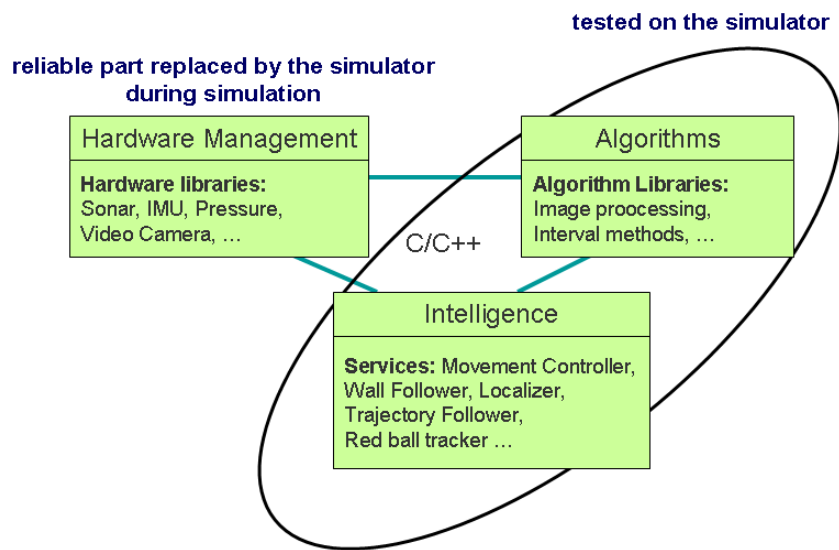 tested on the simulator
reliable part replaced by the simulator
during simulation
Hardware Management
Hardware libraries:
Sonar, IMU, Pressure,
Video Camera, ...
Algorithms
Algorithm Libraries:
Image proocessing,
Interval methods, ...
C/C++
Intelligence
Services: Movement Controller,
Wall Follower, Localizer,
Trajectory Follower,
Red ball tracker ...